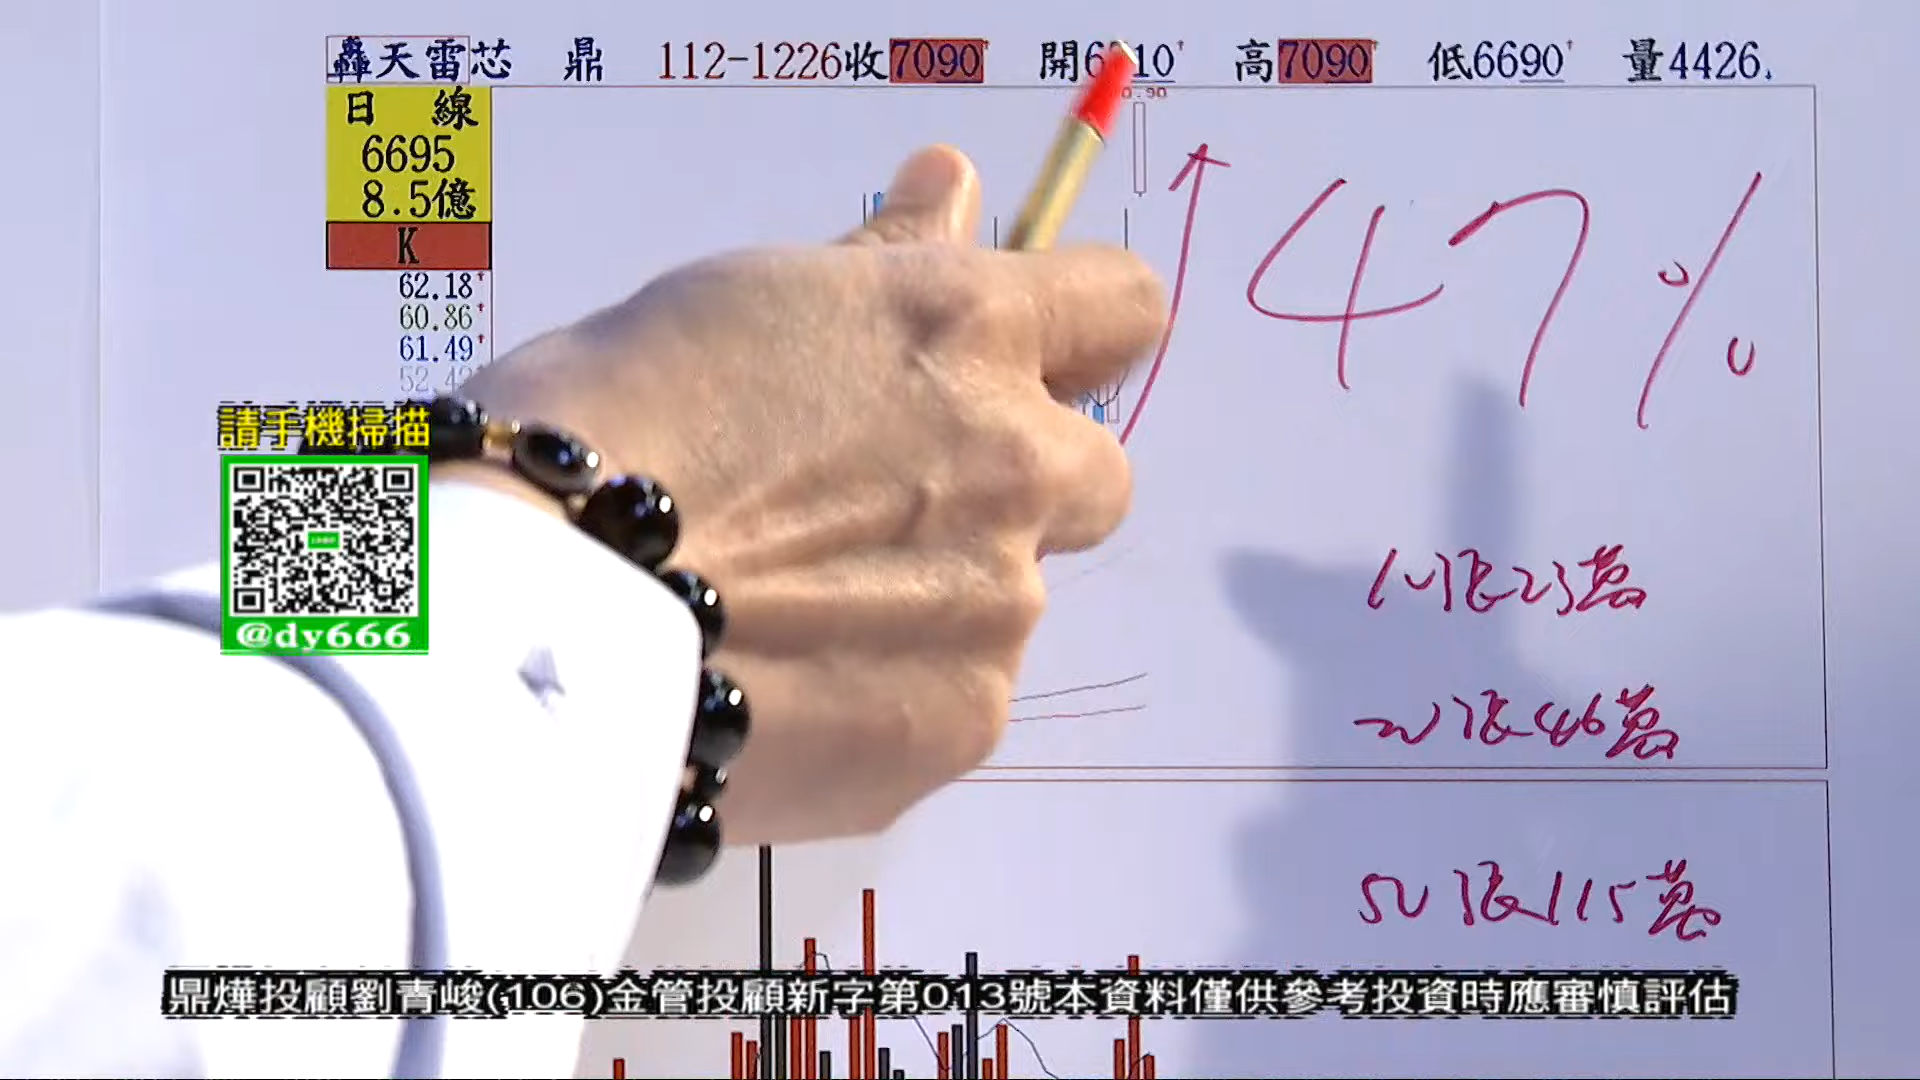 轟天雷芯 鼎 112-1226收7090 高7090 低6690 量4426
日 線
6695
8.5億
K
62.18
60.86
61.49
47%
請手機掃描
@dy666
10張23萬
20張46萬
50張115萬
鼎燁投顧劉青峻(106)金管投顧新字第013號本資料僅供參考投資時應審慎評估